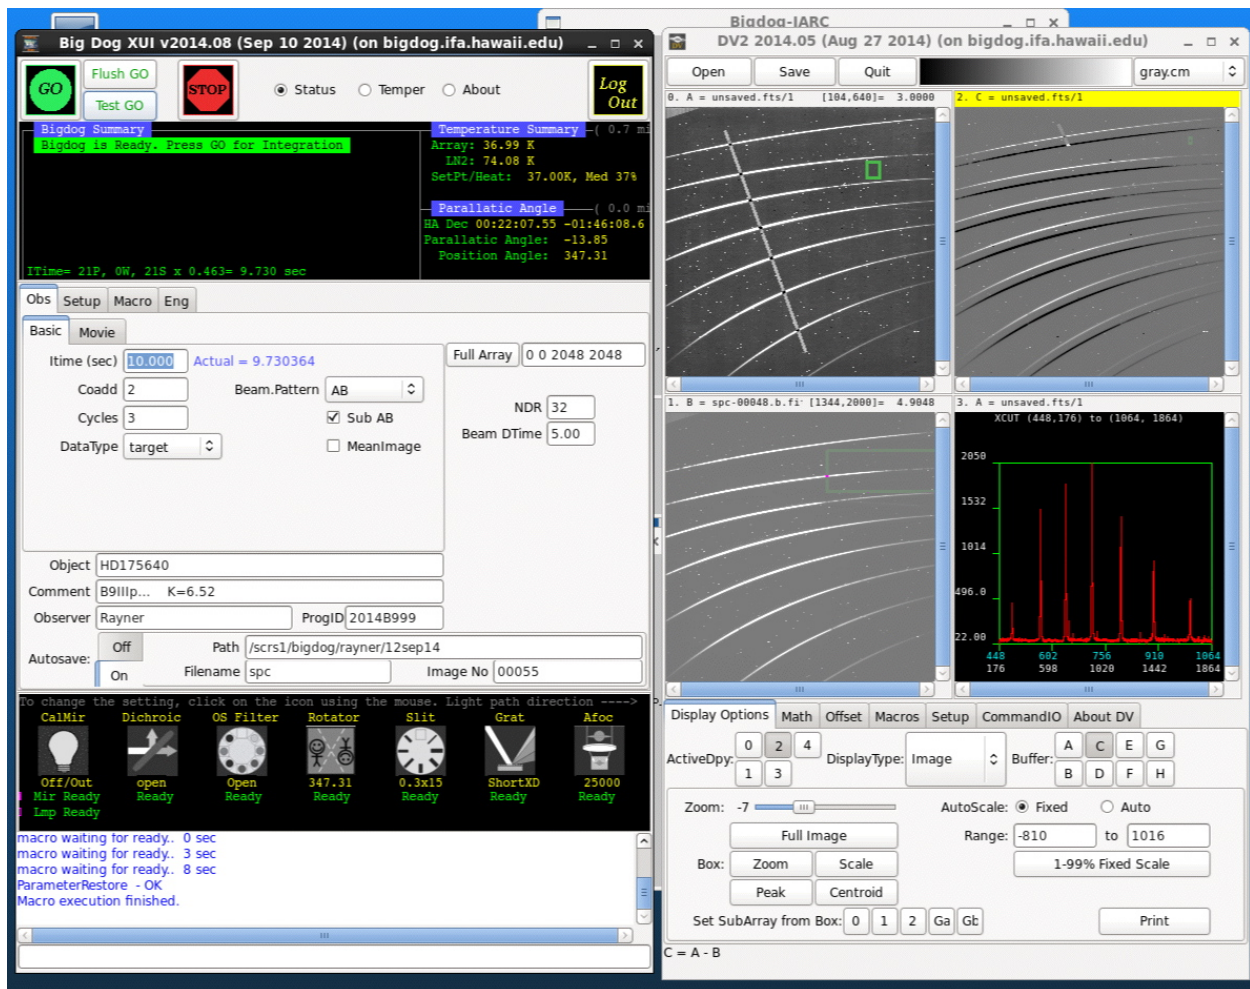 Bigdog-IARC
Big Dog XUI v2014.08 (Sep 10 2014) (on bigdog.ifa.hawaii.edu)
GO
Flush GO
Test GO
STOP
Status
Temper
About
Log
Out
Bigdog Summary
Bigdog is Ready. Press GO for Integration
ITime= 21P, 0W, 21S x 0.463= 9.730 sec
Temperature Summary ( 0.7 mi
Array: 36.99 K
LN2: 74.08 K
SetPt/Heat: 37.00K, Med 37%
Parallatic Angle ( 0.0 mi
HA Dec 00:22:07.55 -01:46:08.6
Parallatic Angle: -13.85
Position Angle: 347.31
Obs Setup Macro Eng
Basic Movie
Itime (sec) 10.000 Actual = 9.730364
Coadd 2 Beam.Pattern AB
Cycles 3 Sub AB
DataType target MeanImage
Full Array 0 0 2048 2048
NDR 32
Beam DTime 5.00
Object HD175640
Comment B9IIIp... K=6.52
Observer Rayner ProgID 2014B999
Autosave: Off On
Path /scrs1/bigdog/rayner/12sep14
Filename spc Image No 00055
To change the setting, click on the icon using the mouse. Light path direction ---->
CalMir Dichroic OS Filter Rotator Slit Grat Afoc
Off/Out open Open 347.31 0.3x15 ShortXD 25000
Mir Ready Ready Ready Ready Ready Ready Ready
Lmp Ready
macro waiting for ready.. 0 sec
macro waiting for ready.. 3 sec
macro waiting for ready.. 8 sec
ParameterRestore - OK
Macro execution finished.
DV2 2014.05 (Aug 27 2014) (on bigdog.ifa.hawaii.edu)
DV
Open Save Quit gray.cm
0. A = unsaved.fts/1 [104,640]= 3.0000
2. C = unsaved.fts/1
1. B = spc-00048.b.fi' [1344,2000]= 4.9048
3. A = unsaved.fts/1
XCUT (448,176) to (1064, 1864)
2050
1532
1014
496.0
22.00
448 602 756 910 1064
176 598 1020 1442 1864
Display Options Math Offset Macros Setup CommandIO About DV
ActiveDpy: 0 2 4 1 3
DisplayType: Image
Buffer: A C E G B D F H
Zoom: -7 AutoScale: Fixed Auto
Full Image Range: -810 to 1016
Box: Zoom Scale 1-99% Fixed Scale
Peak Centroid
Set SubArray from Box: 0 1 2 Ga Gb Print
C = A - B